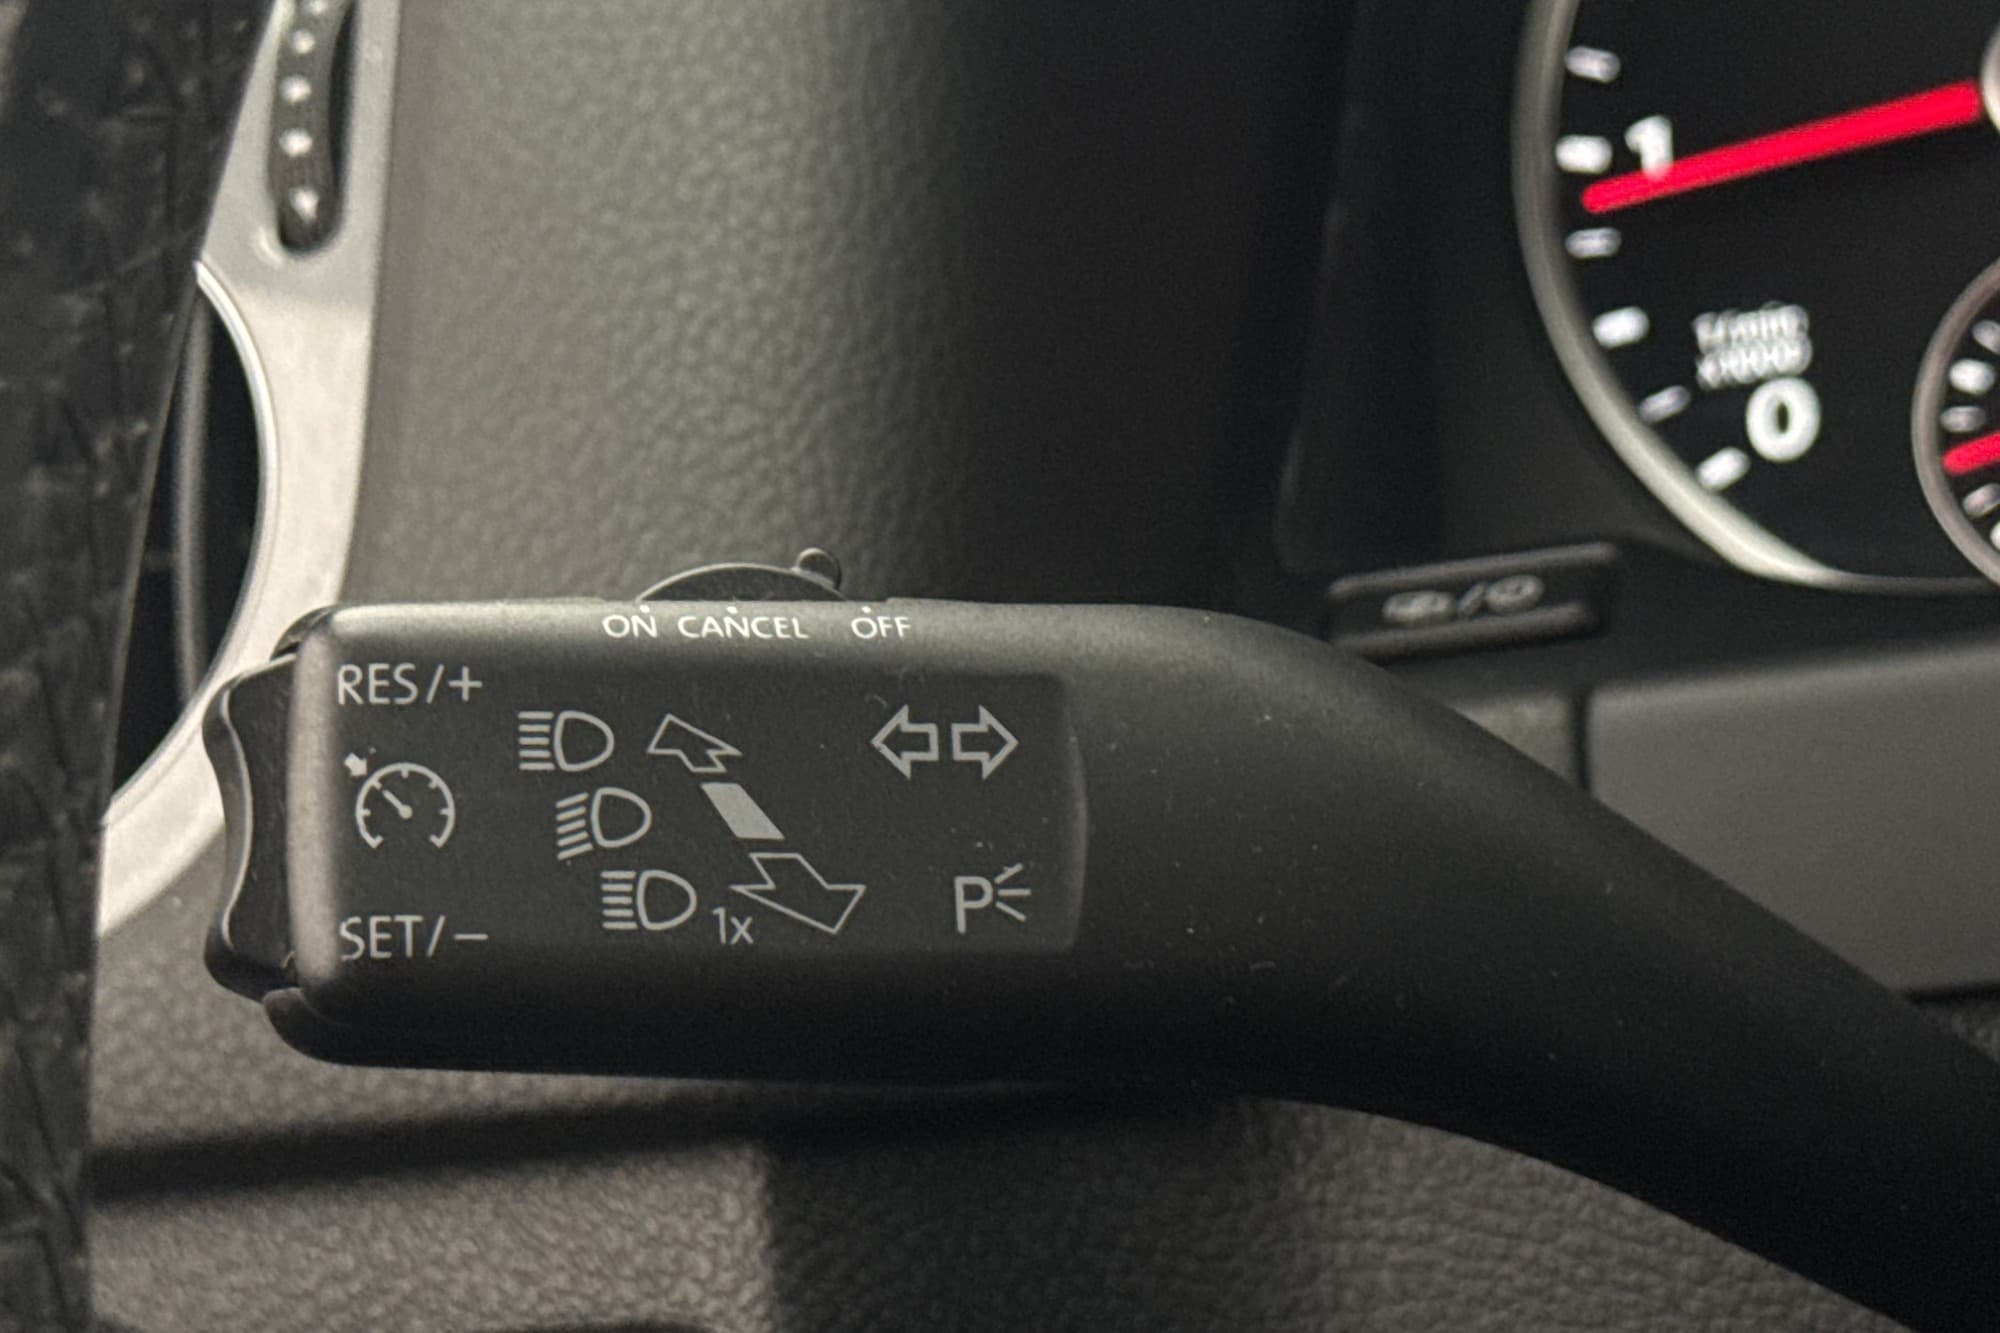 1
0
ON CANCEL OFF
RES/+
SET/−
1x
P